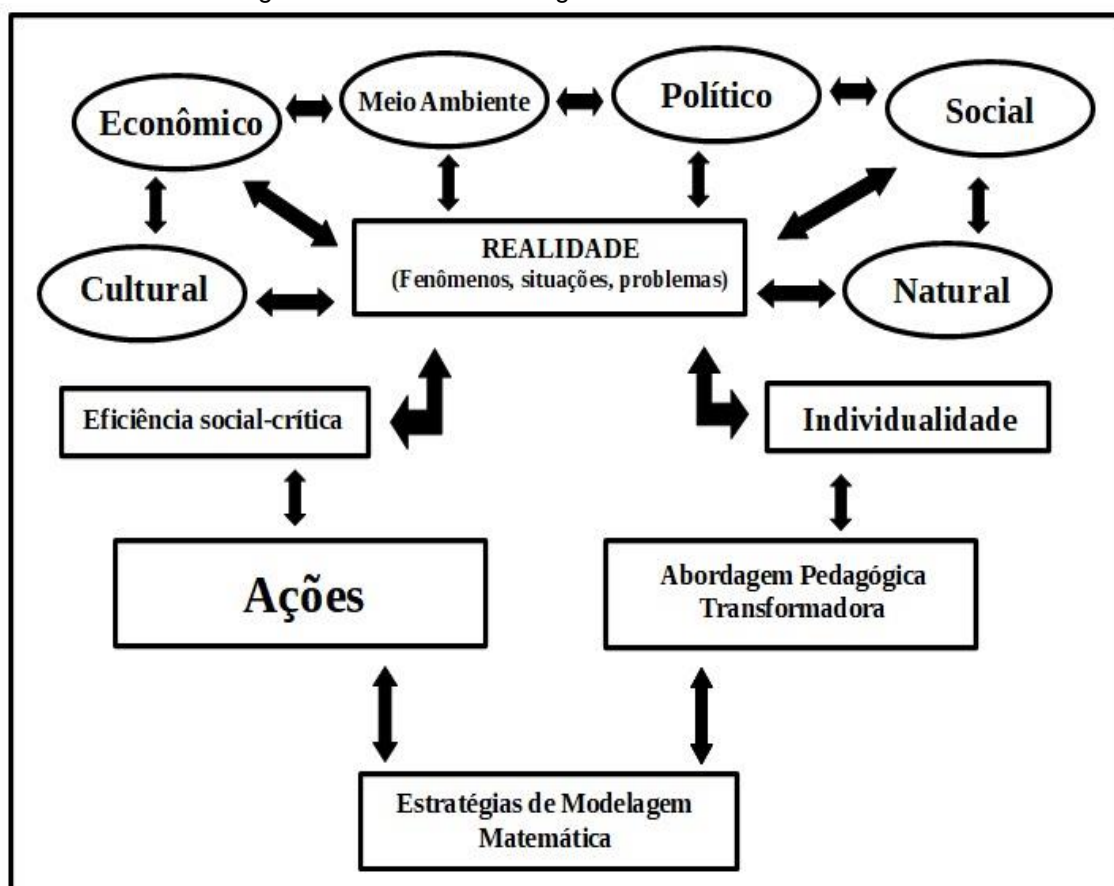 Econômico
Meio Ambiente
Político
Social
Cultural
REALIDADE
(Fenômenos, situações, problemas)
Natural
Eficiência social-crítica
Individualidade
Ações
Abordagem Pedagógica
Transformadora
Estratégias de Modelagem
Matemática